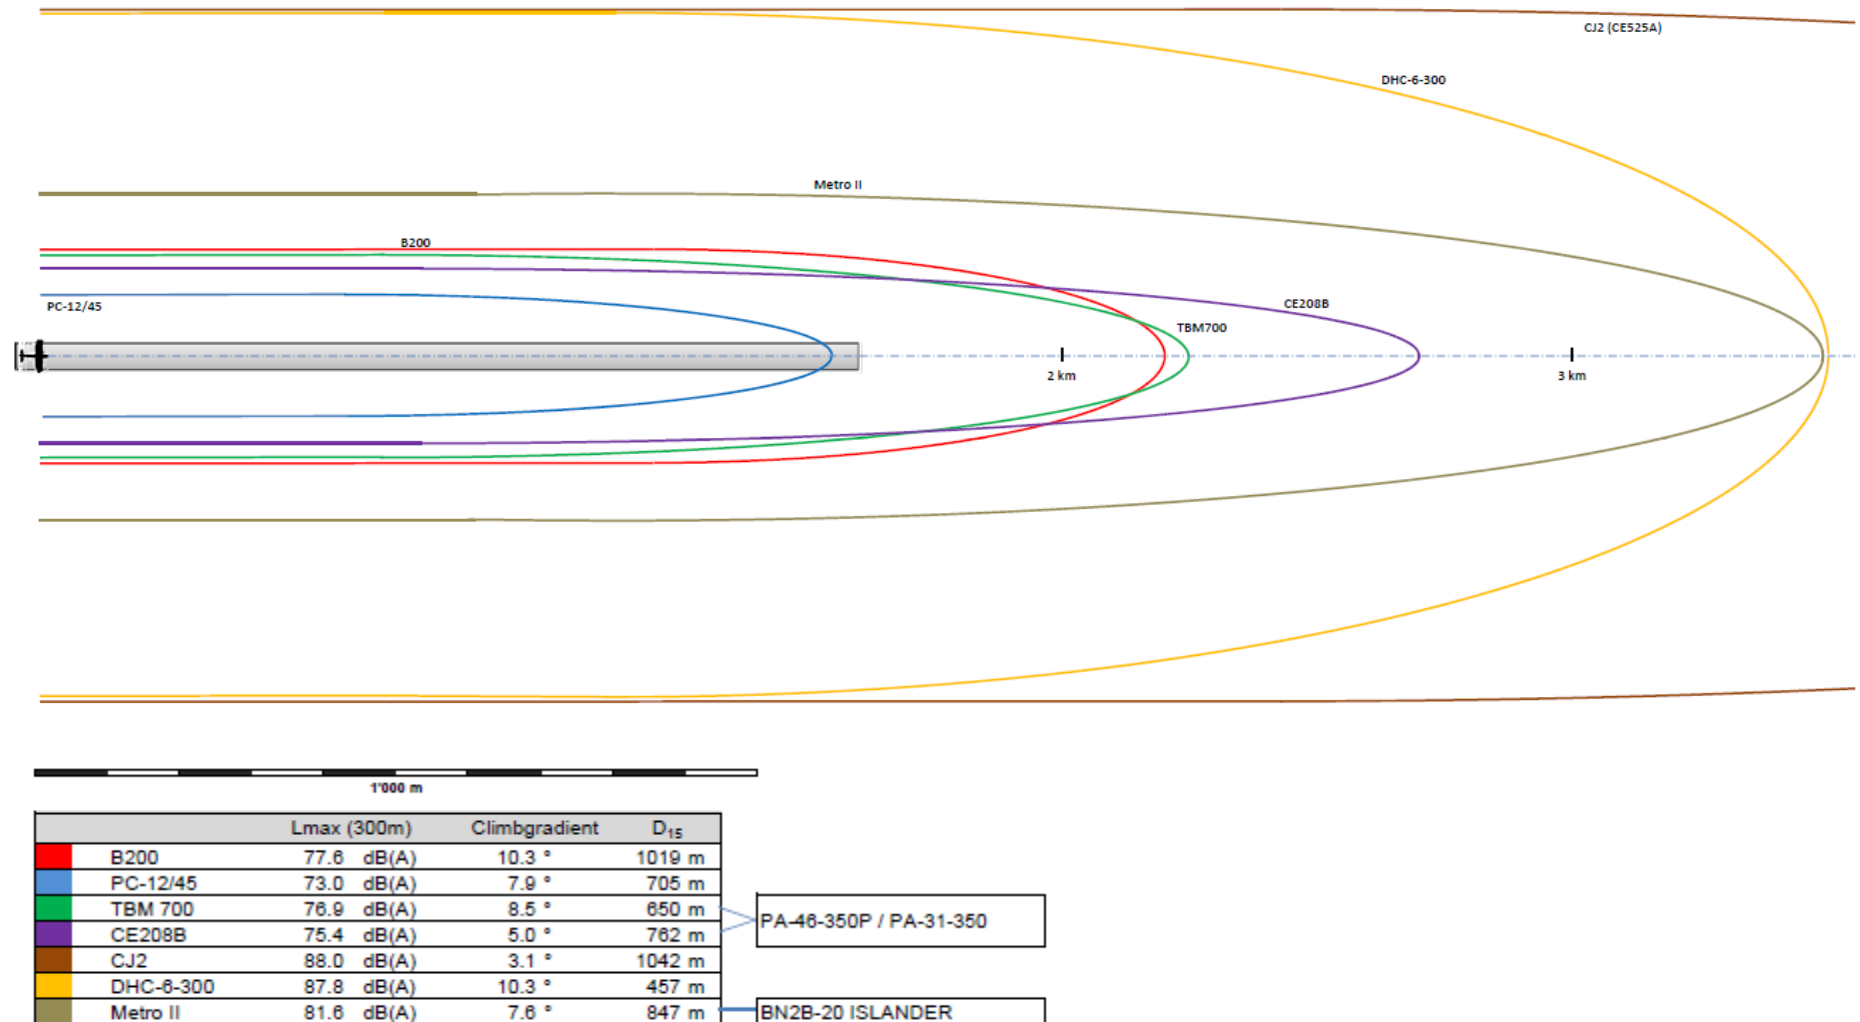 CJ2 (CE525A)
DHC-6-300
Metro II
B200
PC-12/45
CE208B
TBM700
2 km
3 km
1'000 m
Lmax (300m) Climbgradient D15
B200 77.6 dB(A) 10.3 ° 1019 m
PC-12/45 73.0 dB(A) 7.9 ° 705 m
TBM 700 76.9 dB(A) 8.5 ° 650 m
PA-46-350P / PA-31-350
CE208B 75.4 dB(A) 5.0 ° 762 m
CJ2 88.0 dB(A) 3.1 ° 1042 m
DHC-6-300 87.8 dB(A) 10.3 ° 457 m
Metro II 81.6 dB(A) 7.6 ° 847 m
BN2B-20 ISLANDER